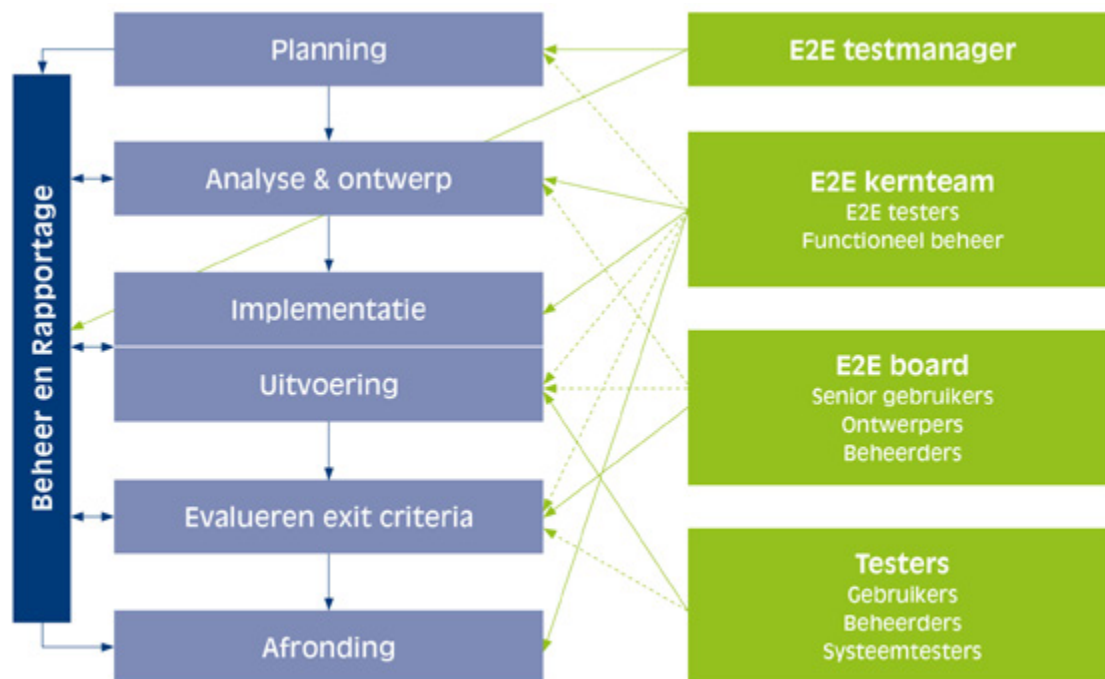 Beheer en Rapportage
Planning
Analyse & ontwerp
Implementatie
Uitvoering
Evalueren exit criteria
Afronding
E2E testmanager
E2E kernteam
E2E testers
Functioneel beheer
E2E board
Senior gebruikers
Ontwerpers
Beheerders
Testers
Gebruikers
Beheerders
Systeemtesters